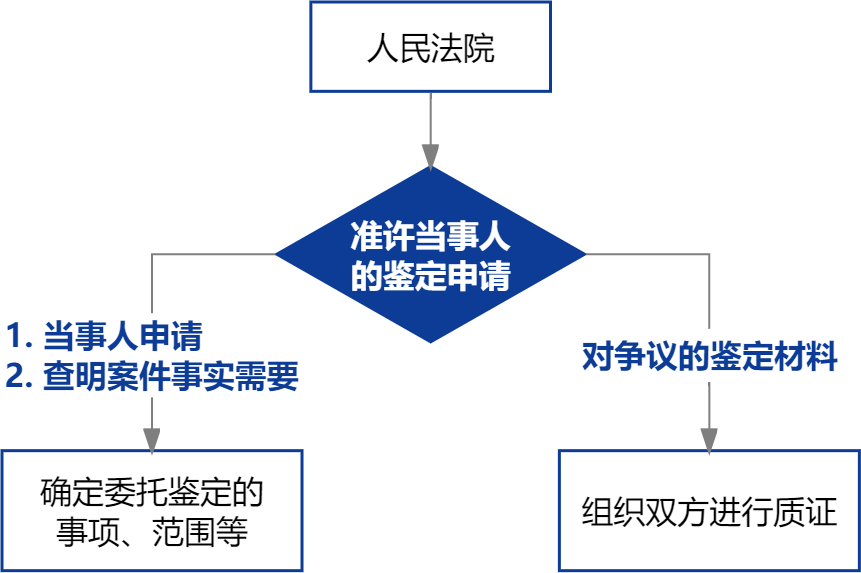 人民法院
准许当事人
的鉴定申请
1. 当事人申请
2. 查明案件事实需要
对争议的鉴定材料
确定委托鉴定的
事项、范围等
组织双方进行质证